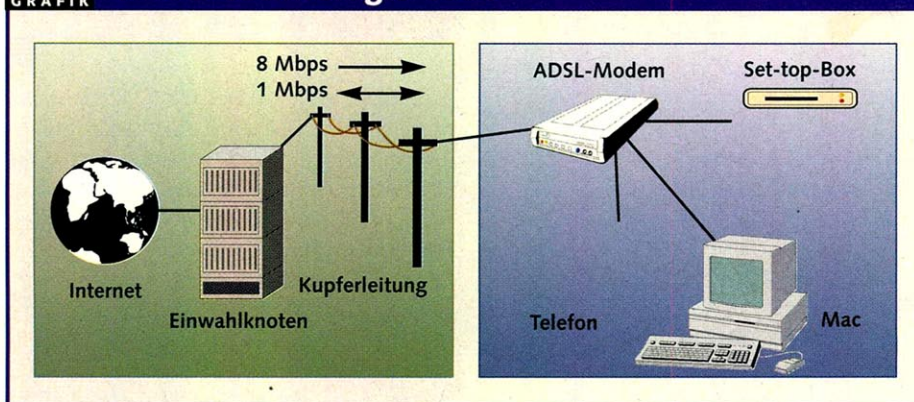 GRAFIK
8 Mbps
1 Mbps
Internet
Einwahlknoten
Kupferleitung
ADSL-Modem
Set-top-Box
Telefon
Mac